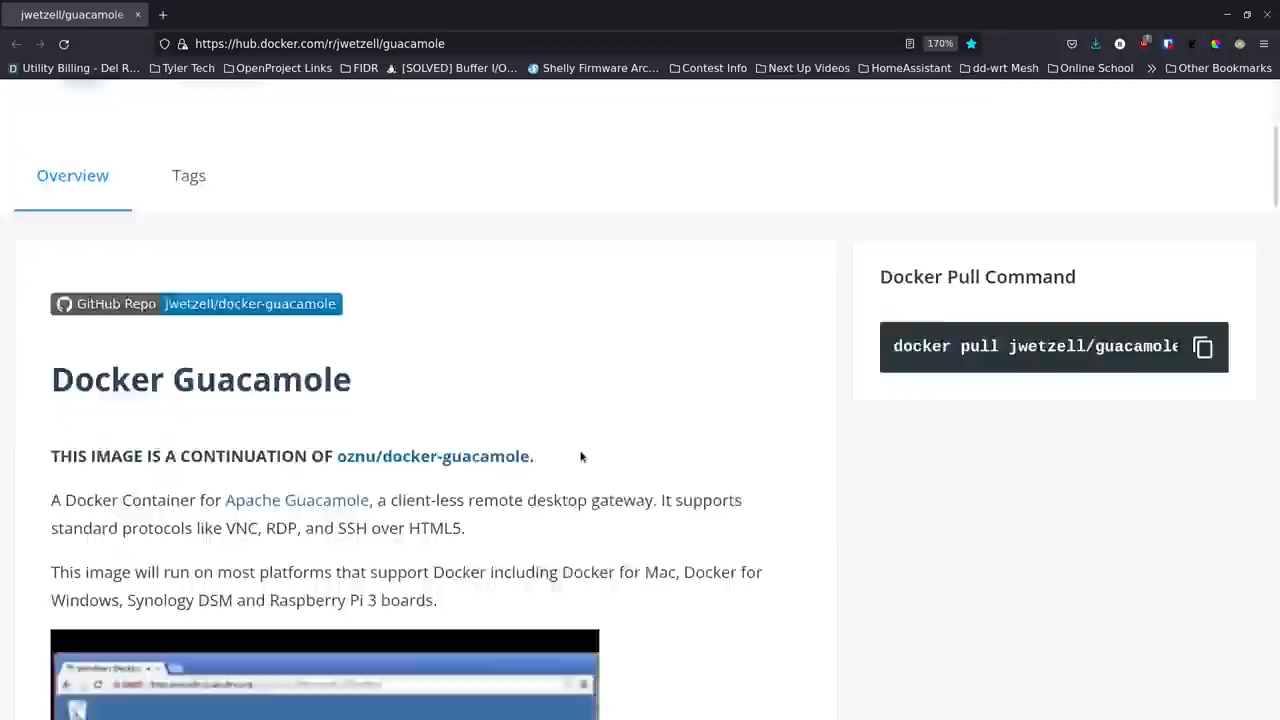 jwetzell/guacamole
https://hub.docker.com/r/jwetzell/guacamole
170%
Utility Billing - Del R...
Tyler Tech
OpenProject Links
FIDR
[SOLVED] Buffer I/O...
Shelly Firmware Arc...
Contest Info
Next Up Videos
HomeAssistant
dd-wrt Mesh
Online School
Other Bookmarks
Overview
Tags
GitHub Repo jwetzell/docker-guacamole
Docker Guacamole
THIS IMAGE IS A CONTINUATION OF oznu/docker-guacamole.
A Docker Container for Apache Guacamole, a client-less remote desktop gateway. It supports
standard protocols like VNC, RDP, and SSH over HTML5.
This image will run on most platforms that support Docker including Docker for Mac, Docker for
Windows, Synology DSM and Raspberry Pi 3 boards.
Docker Pull Command
docker pull jwetzell/guacamole